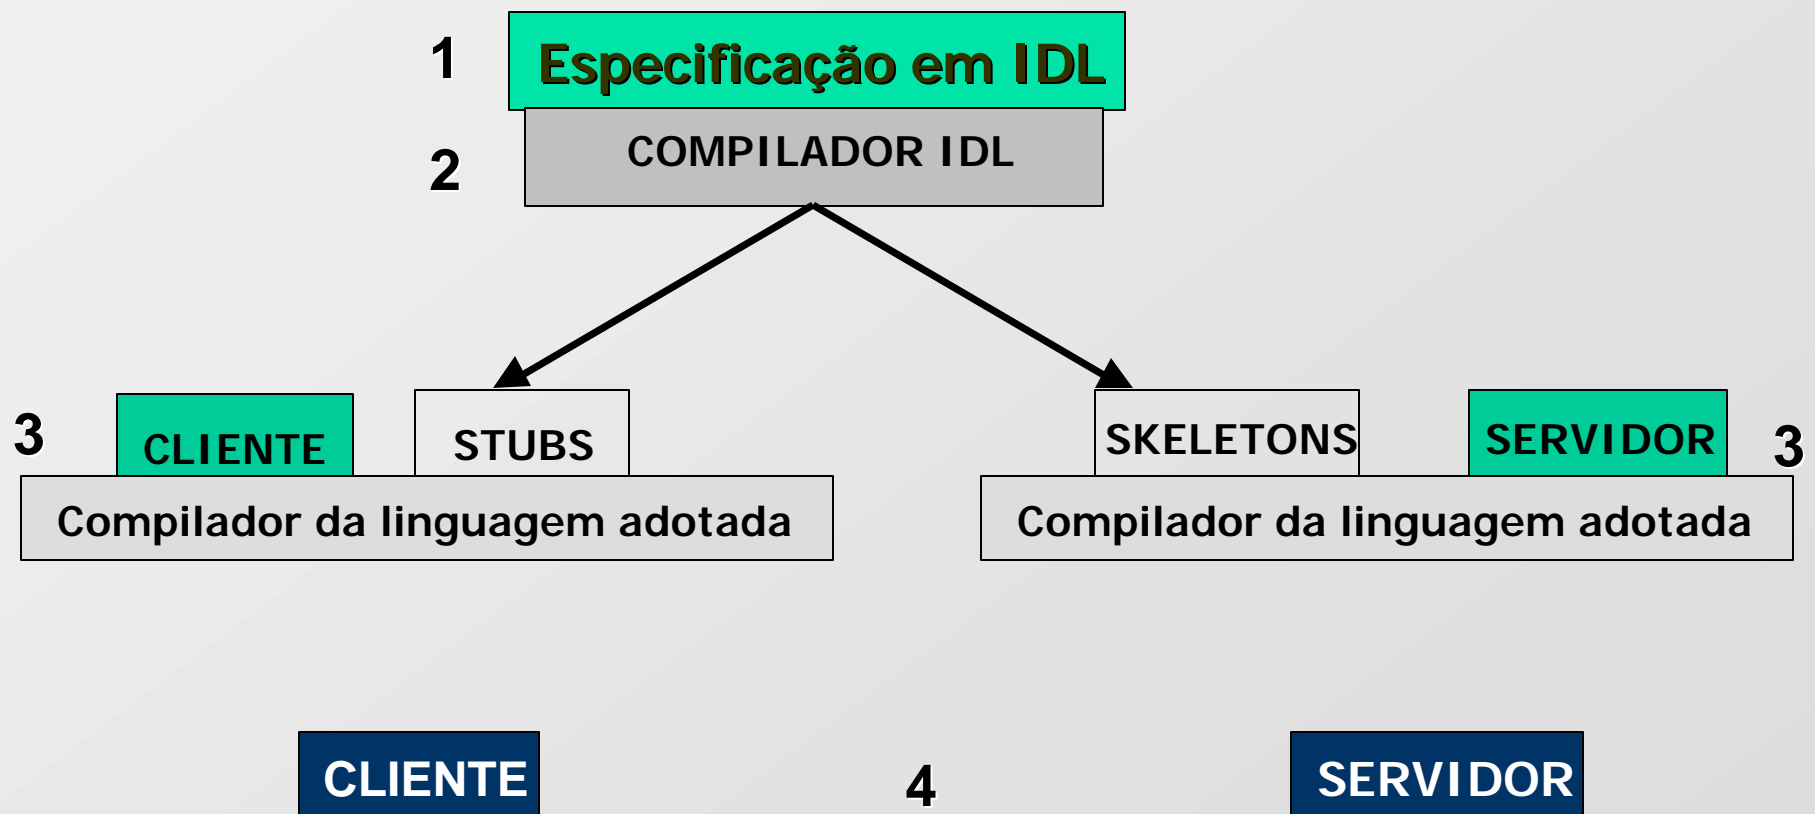 1 Especificação em IDL
2 COMPILADOR IDL
3 CLIENTE STUBS SKELETONS SERVIDOR 3
Compilador da linguagem adotada Compilador da linguagem adotada
CLIENTE 4 SERVIDOR